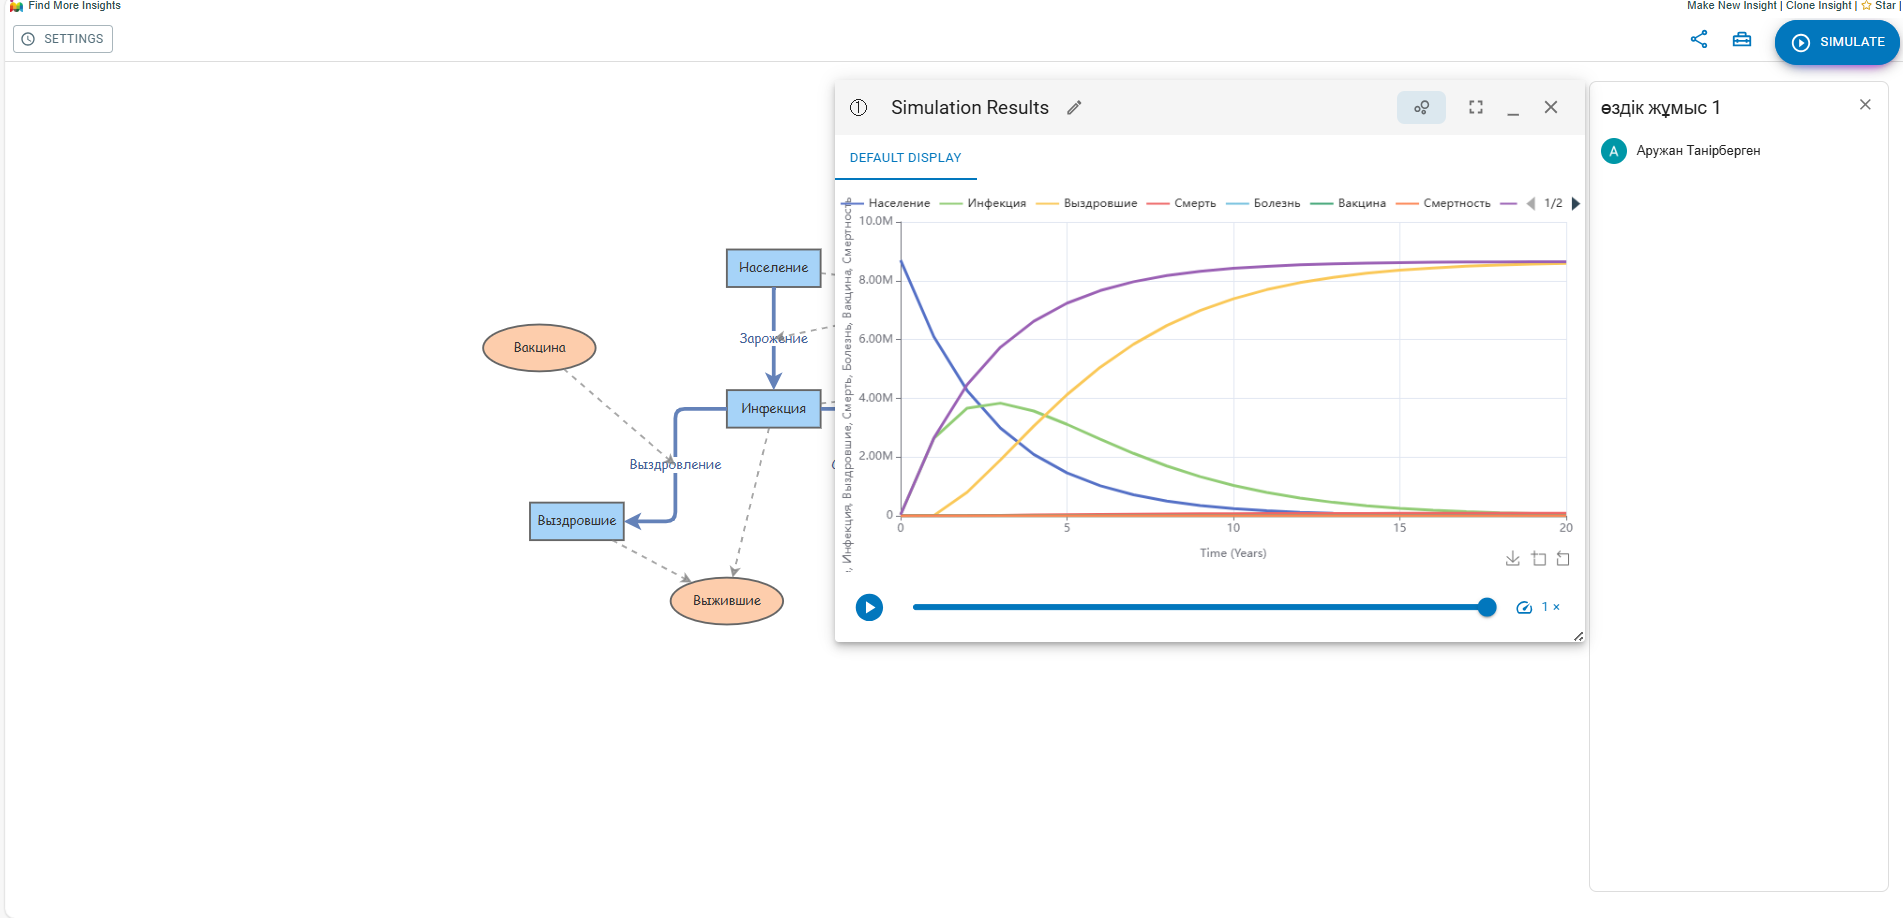 Find More Insights
Make New Insight | Clone Insight | Star |
SETTINGS
SIMULATE
Simulation Results
DEFAULT DISPLAY
Население Инфекция Выздровшие Смерть Болезнь Вакцина Смертность 1/2
Инфекция, Выздровшие, Смерть, Болезнь, Вакцина, Смертность
10.0M
8.00M
6.00M
4.00M
2.00M
0
0 5 10 15 20
Time (Years)
1 ×
өздік жұмыс 1
А
Аружан Танірберген
Население
Зарожение
Вакцина
Инфекция
Выздровление
Выздровшие
Выжившие